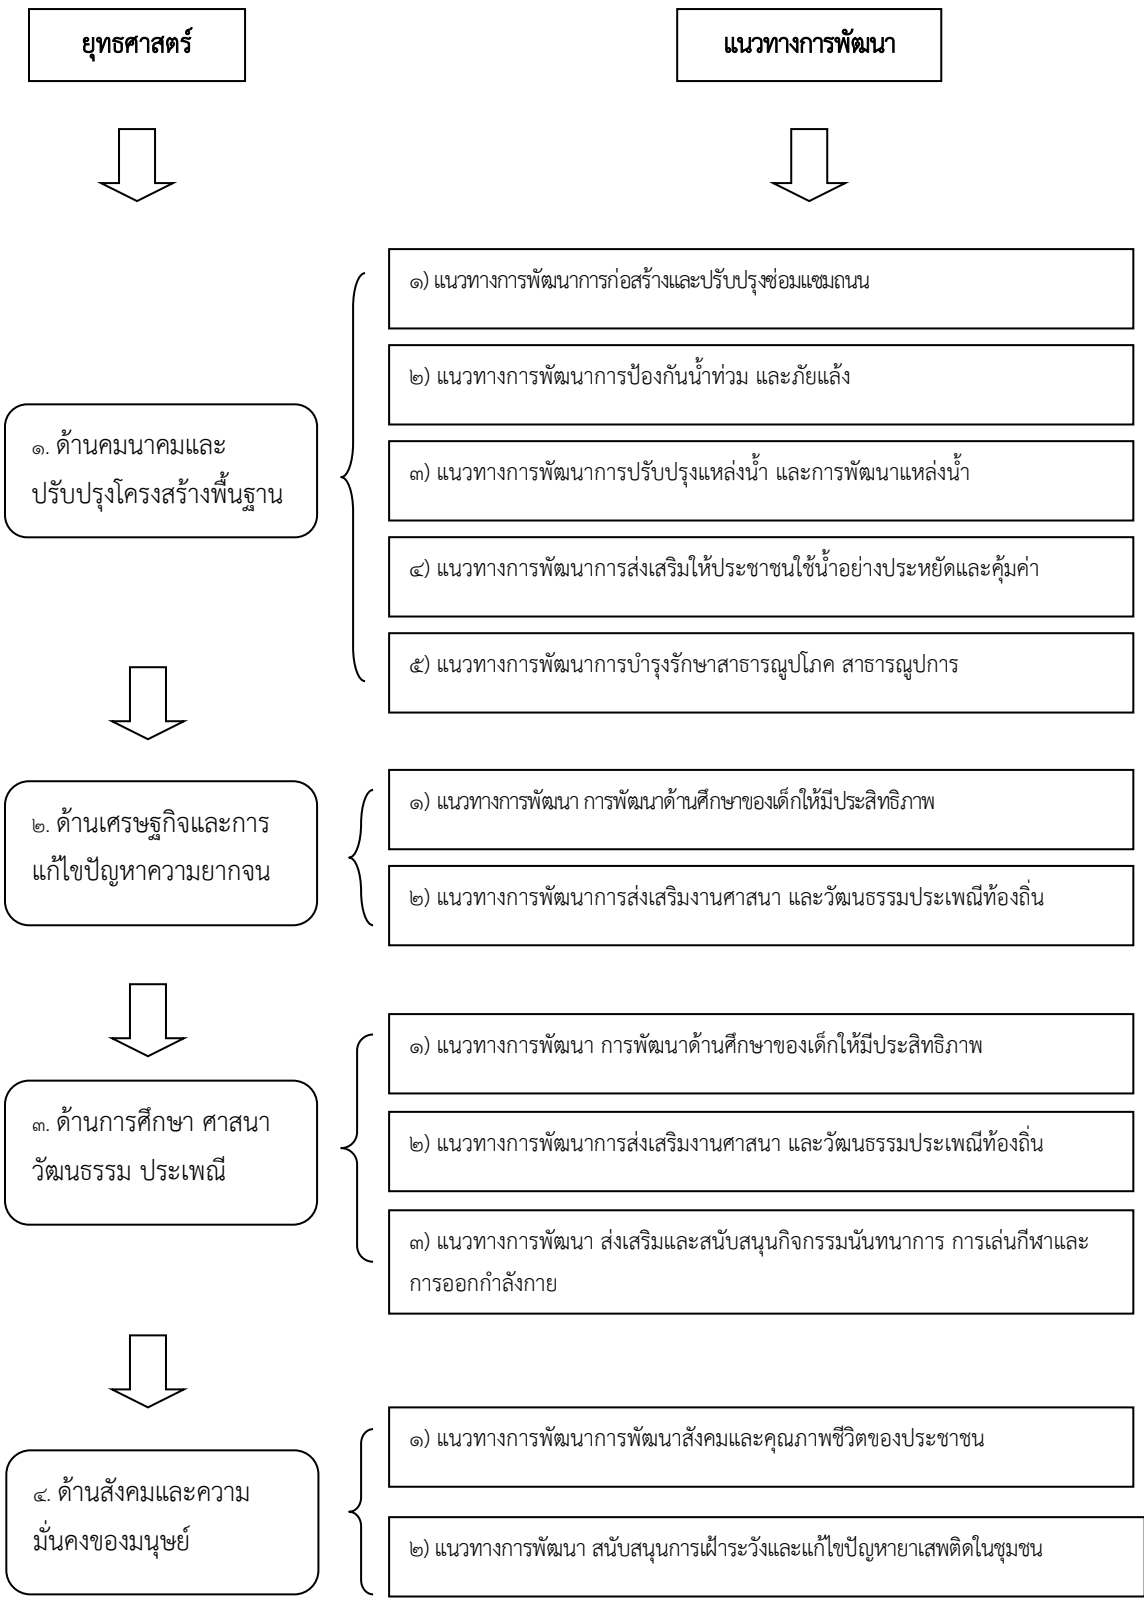 ยุทธศาสตร์
แนวทางการพัฒนา
๑. ด้านคมนาคมและ
ปรับปรุงโครงสร้างพื้นฐาน
๑) แนวทางการพัฒนาการก่อสร้างและปรับปรุงซ่อมแซมถนน
๒) แนวทางการพัฒนาการป้องกันน้ำท่วม และภัยแล้ง
๓) แนวทางการพัฒนาการปรับปรุงแหล่งน้ำ และการพัฒนาแหล่งน้ำ
๔) แนวทางการพัฒนาการส่งเสริมให้ประชาชนใช้น้ำอย่างประหยัดและคุ้มค่า
๕) แนวทางการพัฒนาการบำรุงรักษาสาธารณูปโภค สาธารณูปการ
๒. ด้านเศรษฐกิจและการ
แก้ไขปัญหาความยากจน
๑) แนวทางการพัฒนา การพัฒนาด้านศึกษาของเด็กให้มีประสิทธิภาพ
๒) แนวทางการพัฒนาการส่งเสริมงานศาสนา และวัฒนธรรมประเพณีท้องถิ่น
๓. ด้านการศึกษา ศาสนา
วัฒนธรรม ประเพณี
๑) แนวทางการพัฒนา การพัฒนาด้านศึกษาของเด็กให้มีประสิทธิภาพ
๒) แนวทางการพัฒนาการส่งเสริมงานศาสนา และวัฒนธรรมประเพณีท้องถิ่น
๓) แนวทางการพัฒนา ส่งเสริมและสนับสนุนกิจกรรมนันทนาการ การเล่นกีฬาและ
การออกกำลังกาย
๔. ด้านสังคมและความ
มั่นคงของมนุษย์
๑) แนวทางการพัฒนาการพัฒนาสังคมและคุณภาพชีวิตของประชาชน
๒) แนวทางการพัฒนา สนับสนุนการเฝ้าระวังและแก้ไขปัญหายาเสพติดในชุมชน